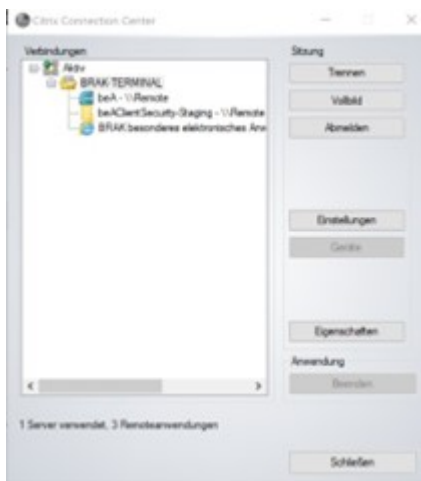 Citrix Connection Center
Verbindungen
Aktiv
BRAK-TERMINAL
beA - \\Remote
beAClientSecurity-Staging - \\Remote
BRAK besonderes elektronisches Anw
1 Server verwendet, 3 Remoteanwendungen
Sitzung
Trennen
Vollbild
Abmelden
Einstellungen
Geräte
Eigenschaften
Anwendung
Beenden
Schließen